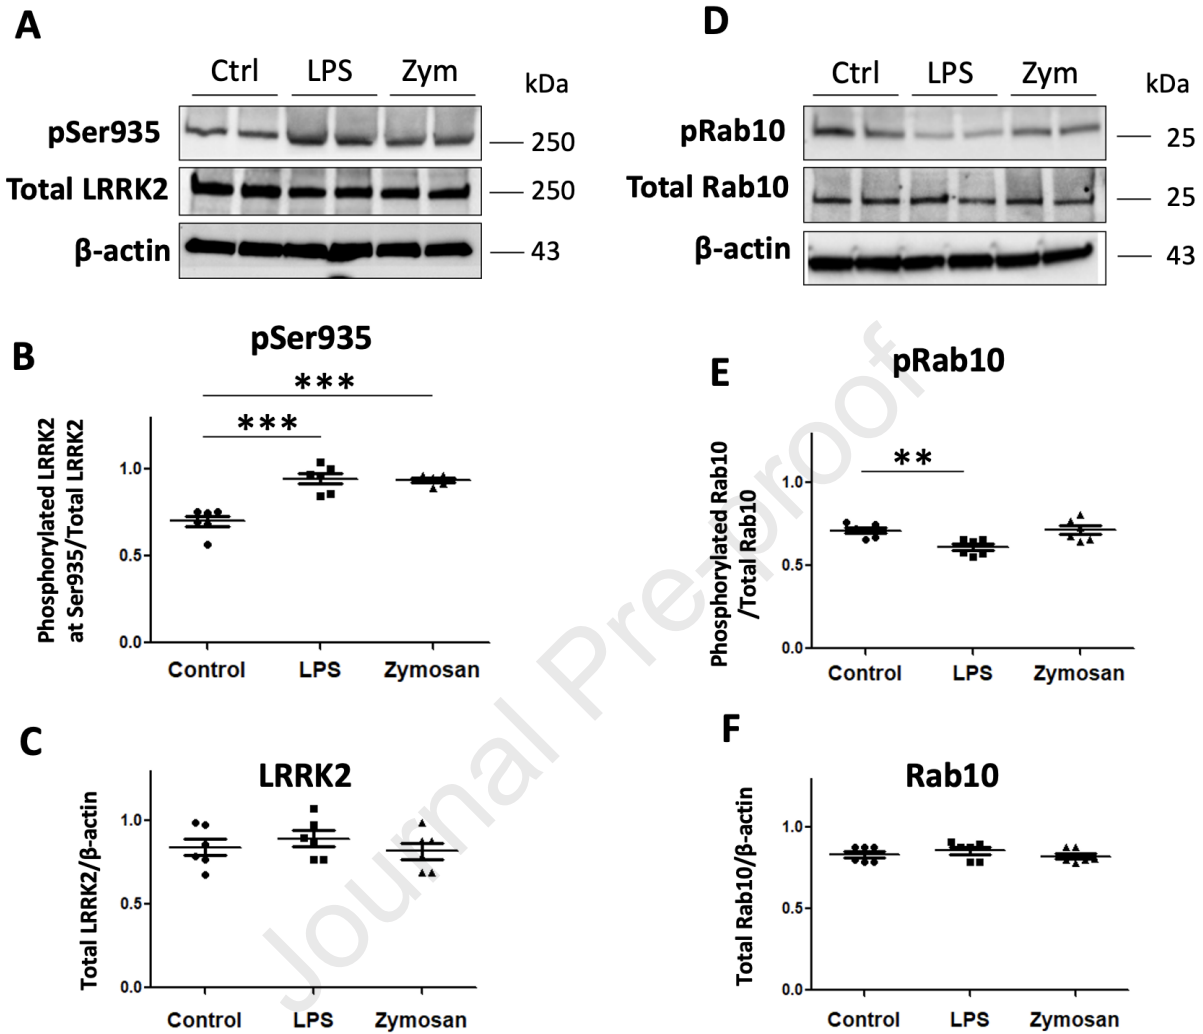 A
Ctrl LPS Zym
kDa
pSer935
250
Total LRRK2
250
β-actin
43
D
Ctrl LPS Zym
kDa
pRab10
25
Total Rab10
25
β-actin
43
B
pSer935
***
***
Phosphorylated LRRK2
at Ser935/Total LRRK2
1.0
0.5
0.0
Control LPS Zymosan
E
pRab10
**
Phosphorylated Rab10
/Total Rab10
1.0
0.5
0.0
Control LPS Zymosan
C
LRRK2
Total LRRK2/β-actin
1.0
0.5
0.0
Control LPS Zymosan
F
Rab10
Total Rab10/β-actin
1.0
0.5
0.0
Control LPS Zymosan
Journal Pre-proof